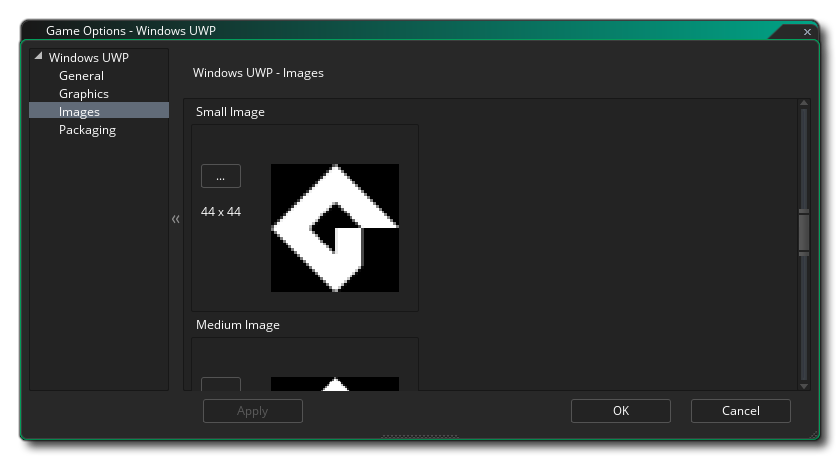 Game Options - Windows UWP
Windows UWP
General
Graphics
Images
Packaging
Windows UWP - Images
Small Image
...
44 x 44
Medium Image
Apply
OK
Cancel